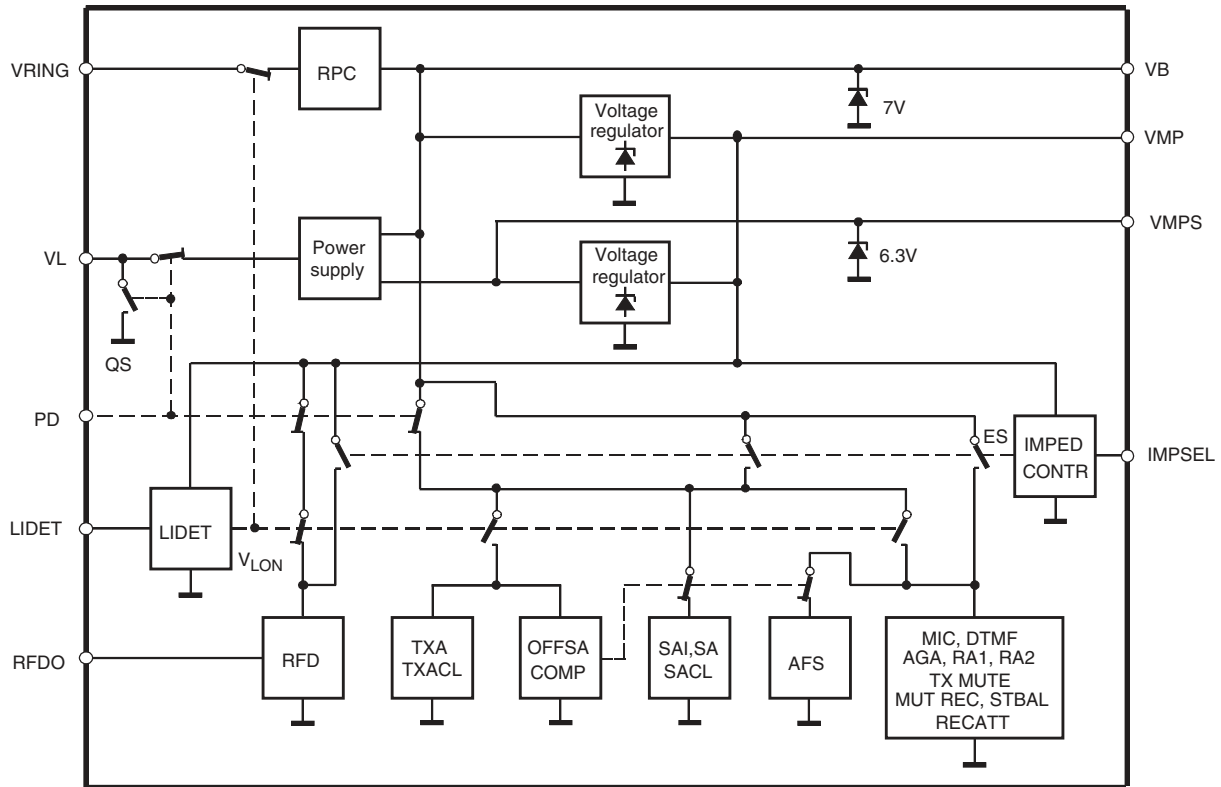 VRING
RPC
VB
7V
Voltage
regulator
VMP
VMPS
VL
Power
supply
Voltage
regulator
6.3V
QS
PD
ES
IMPED
CONTR
IMPSEL
LIDET
LIDET
VLON
RFDO
RFD
TXA
TXACL
OFFSA
COMP
SAI,SA
SACL
AFS
MIC, DTMF
AGA, RA1, RA2
TX MUTE
MUT REC, STBAL
RECATT